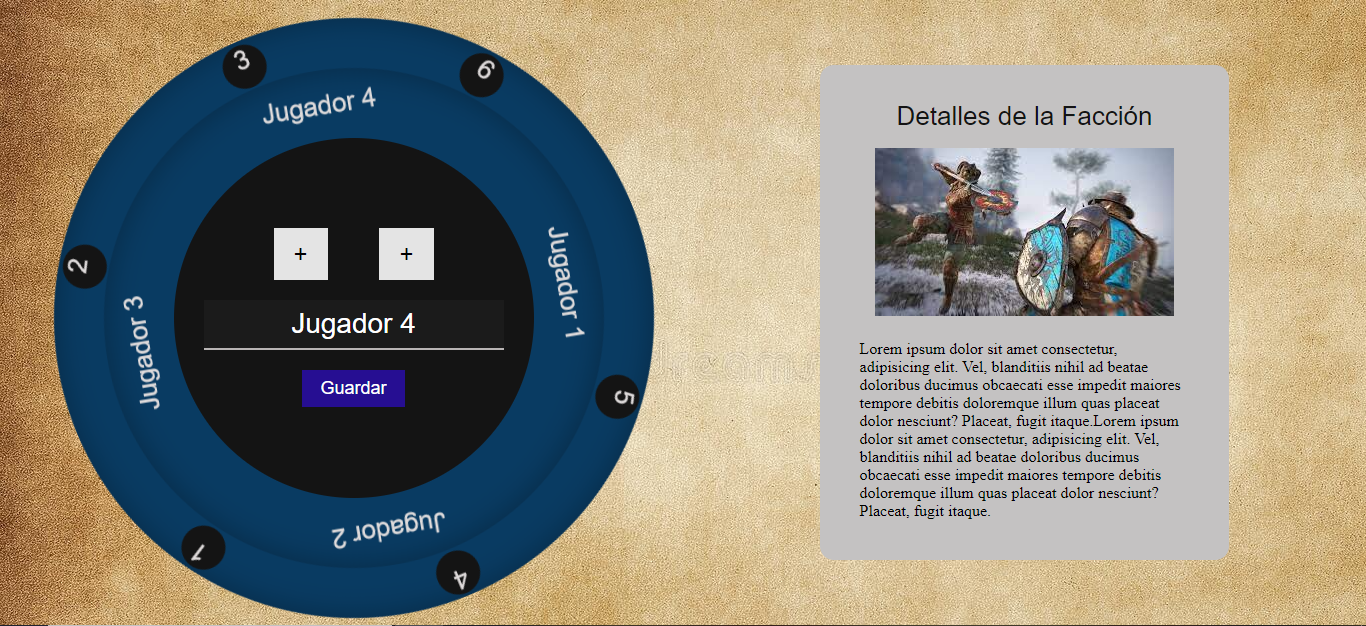 3
6
Jugador 4
2
Jugador 3
Jugador 1
5
1
Jugador 2
4
+ +
Jugador 4
Guardar
Detalles de la Facción
Lorem ipsum dolor sit amet consectetur,
adipisicing elit. Vel, blanditiis nihil ad beatae
doloribus ducimus obcaecati esse impedit maiores
tempore debitis doloremque illum quas placeat
dolor nesciunt? Placeat, fugit itaque.Lorem ipsum
dolor sit amet consectetur, adipisicing elit. Vel,
blanditiis nihil ad beatae doloribus ducimus
obcaecati esse impedit maiores tempore debitis
doloremque illum quas placeat dolor nesciunt?
Placeat, fugit itaque.